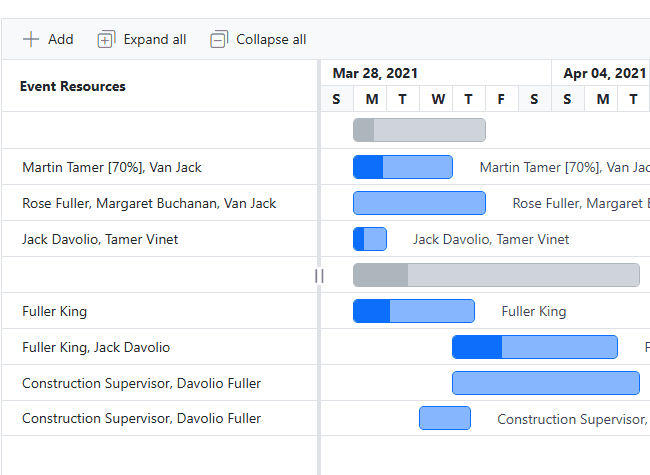 Add Expand all Collapse all
Event Resources
Mar 28, 2021 Apr 04, 2021
S M T W T F S S M T
Martin Tamer [70%], Van Jack Martin Tamer [70%], Van Jac
Rose Fuller, Margaret Buchanan, Van Jack Rose Fuller, Margaret B
Jack Davolio, Tamer Vinet Jack Davolio, Tamer Vinet
Fuller King Fuller King
Fuller King, Jack Davolio F
Construction Supervisor, Davolio Fuller
Construction Supervisor, Davolio Fuller Construction Supervisor,